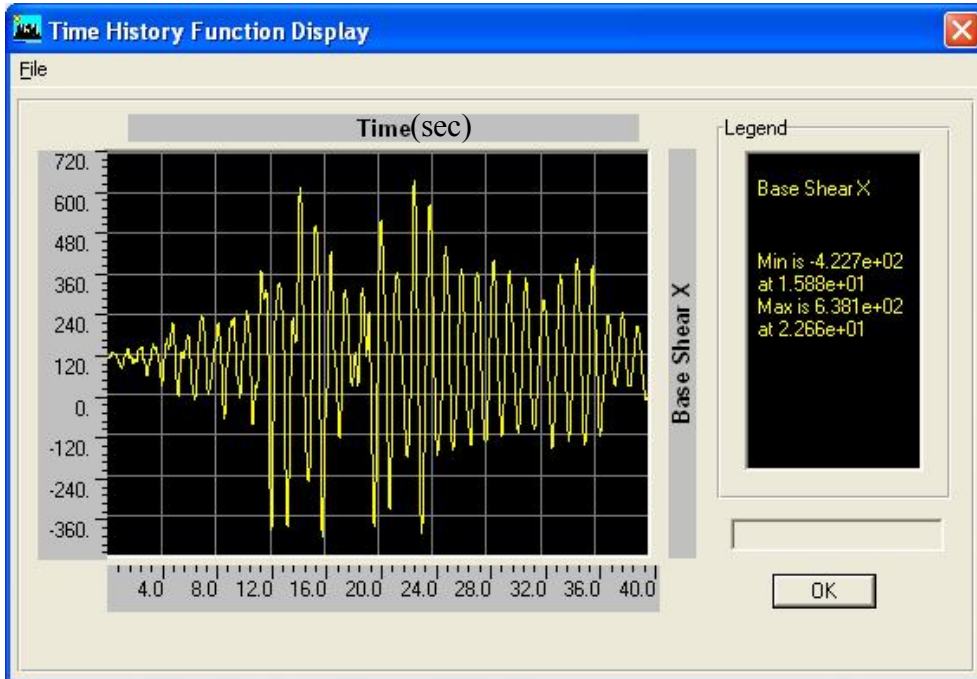 Time History Function Display
File
Time(sec)
Legend
720.
600.
480.
360.
240.
120.
0.
-120.
-240.
-360.
Base Shear X
Base Shear X
Min is -4.227e+02
at 1.588e+01
Max is 6.381e+02
at 2.266e+01
4.0 8.0 12.0 16.0 20.0 24.0 28.0 32.0 36.0 40.0
OK